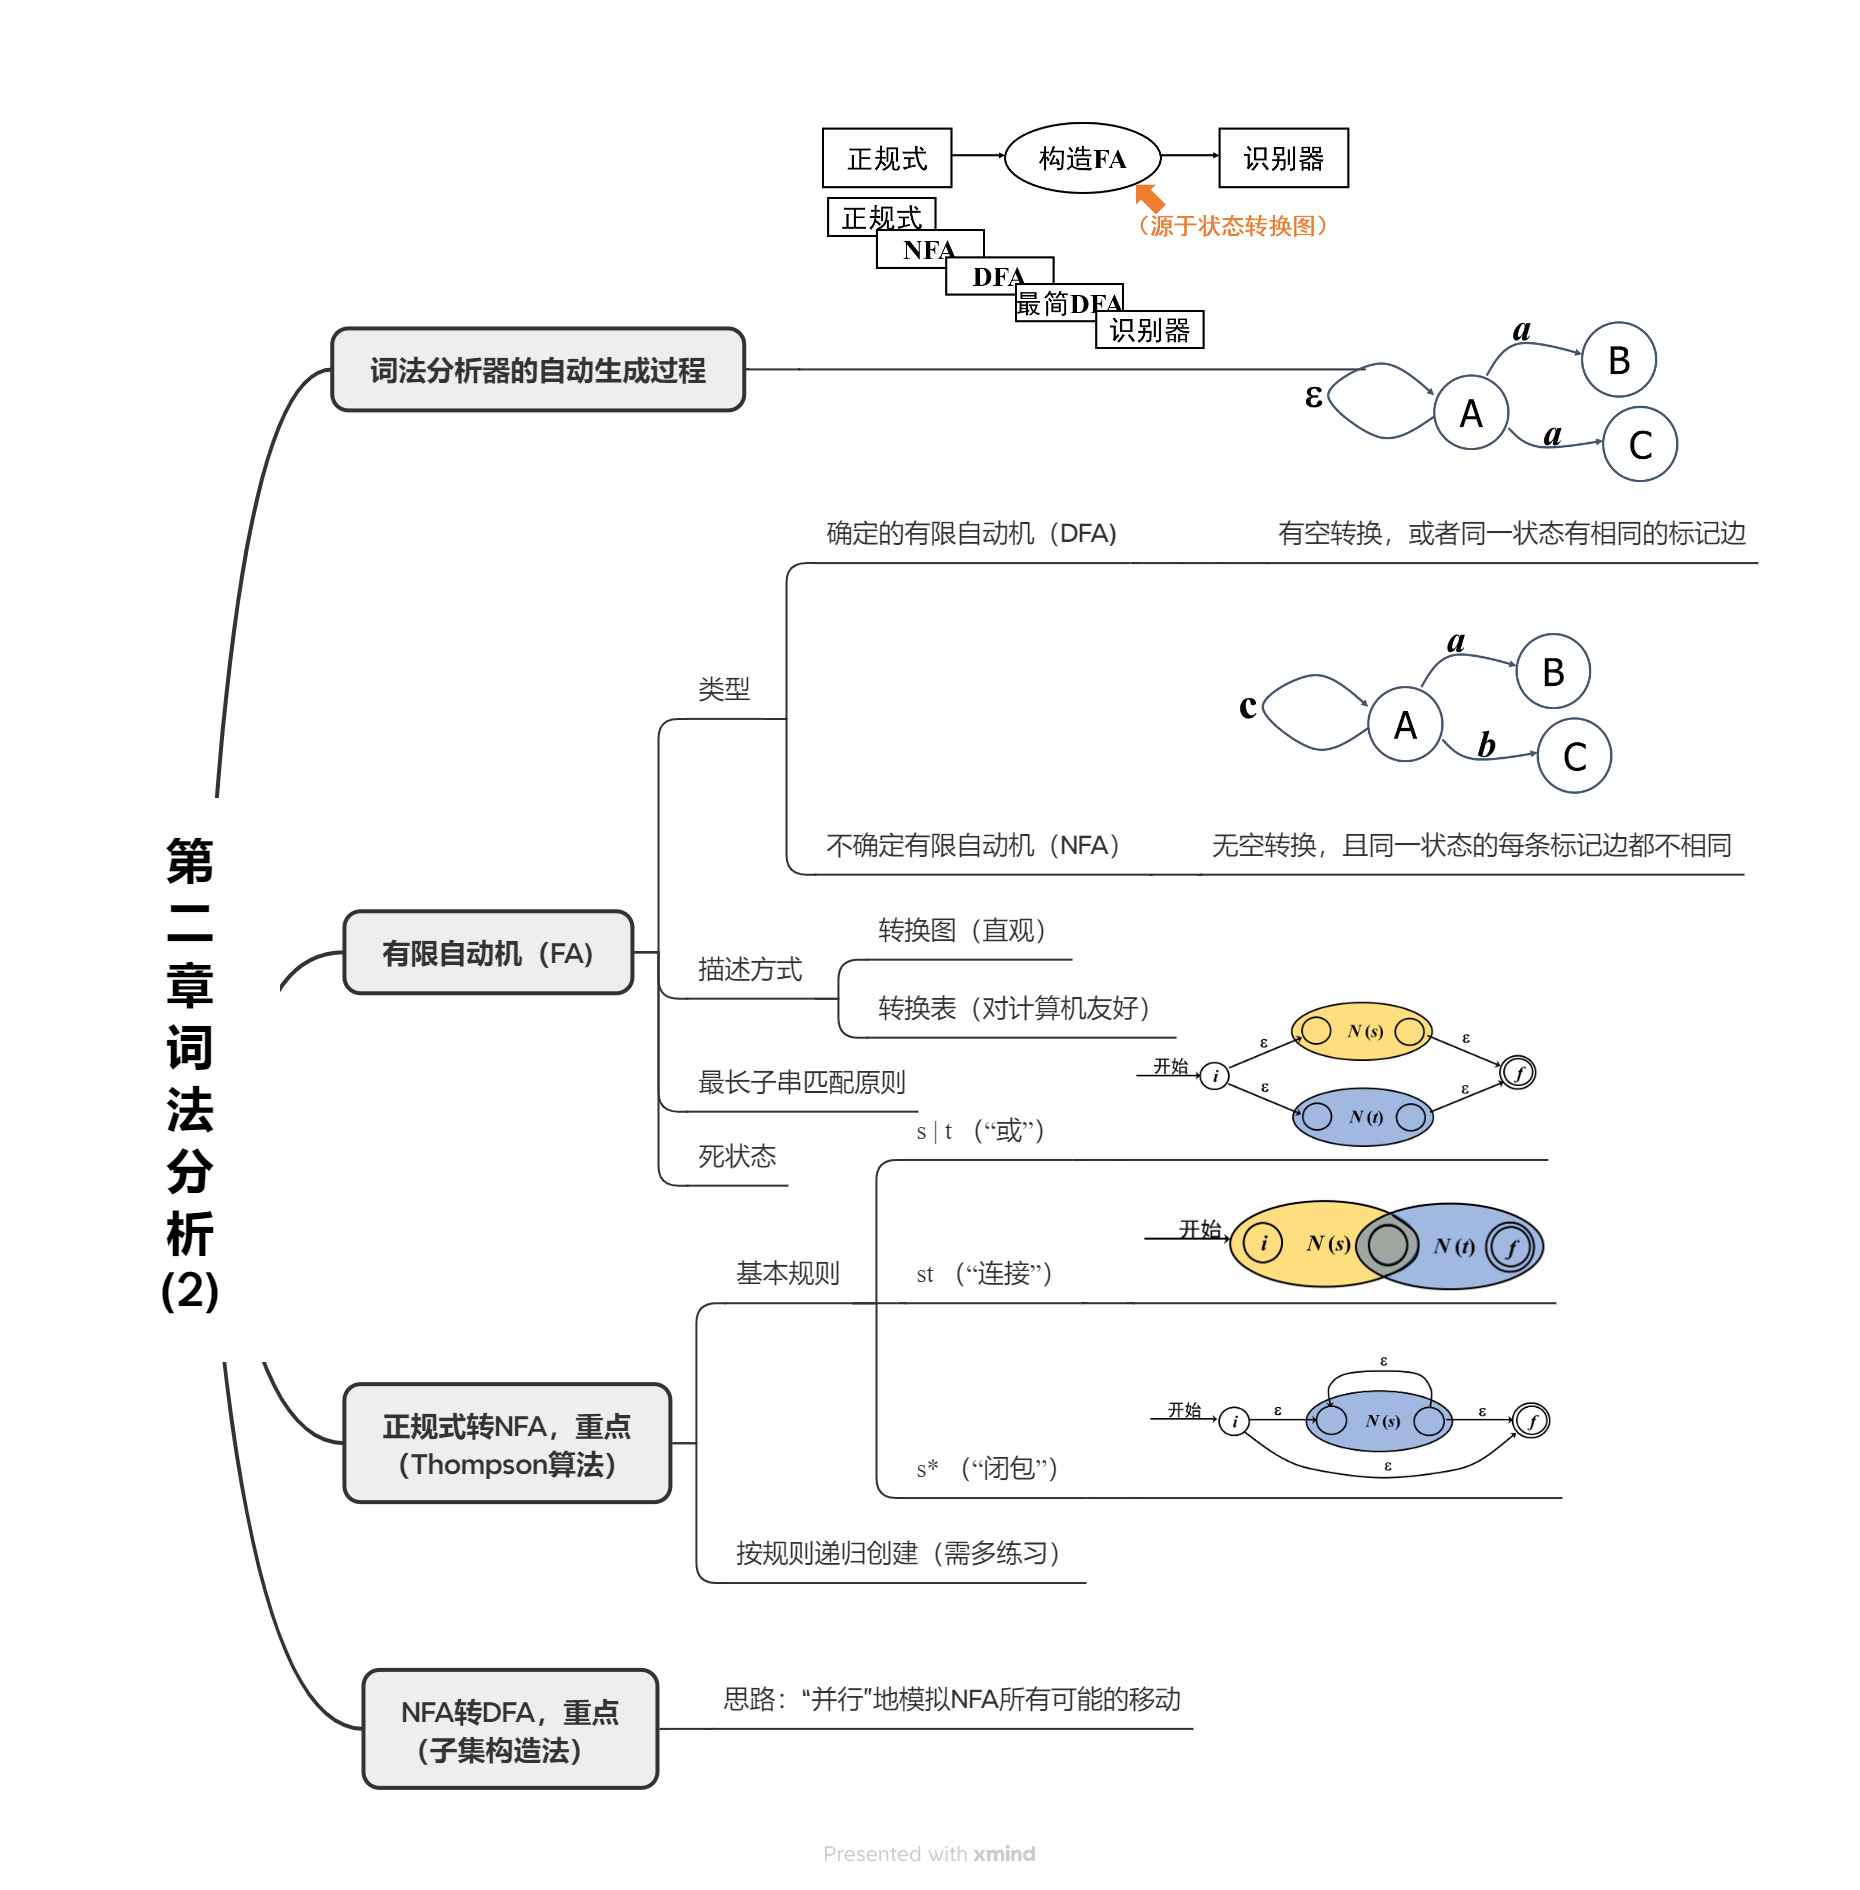 正规式
构造FA
识别器
(源于状态转换图)
正规式
NFA
DFA
最简DFA
识别器
词法分析器的自动生成过程
ε
a
a
A
B
C
确定的有限自动机（DFA)
有空转换，或者同一状态有相同的标记边
类型
c
a
b
A
B
C
不确定有限自动机（NFA）
无空转换，且同一状态的每条标记边都不相同
第二章词法分析(2)
有限自动机（FA)
描述方式
转换图（直观）
转换表（对计算机友好）
最长子串匹配原则
死状态
s | t （“或”）
开始
i
ε
ε
N (s)
N (t)
ε
ε
f
基本规则
st （“连接”）
开始
i
N (s)
N (t)
f
s* （“闭包”）
开始
i
ε
ε
N (s)
ε
ε
f
正规式转NFA，重点
（Thompson算法）
按规则递归创建（需多练习）
NFA转DFA，重点
（子集构造法）
思路：“并行”地模拟NFA所有可能的移动
Presented with xmind